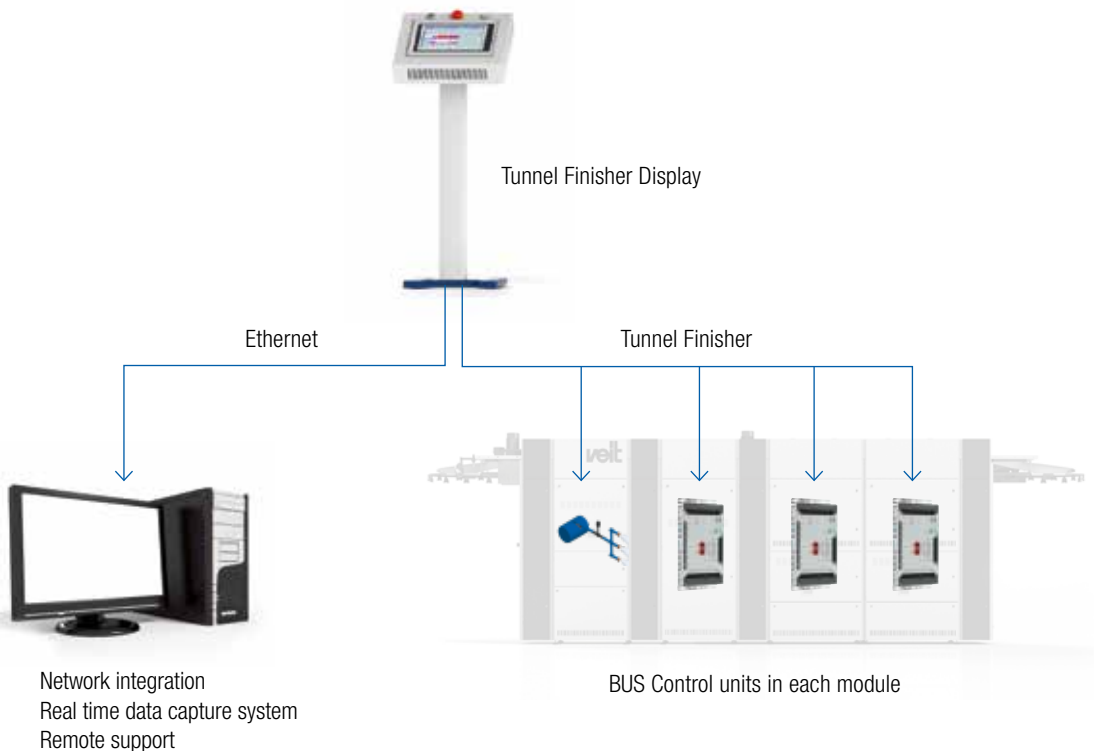 Tunnel Finisher Display
Ethernet
Tunnel Finisher
veit
BUS Control units in each module
Network integration
Real time data capture system
Remote support